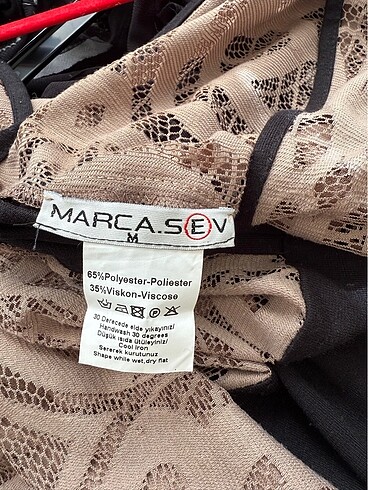 MARCA.SEV
M
65%Polyester-Poliester
35%Viskon-Viscose
30 Derecede elde yıkayınız/
Handwash 30 degrees
Düşük ısıda ütüleyiniz/
Cool Iron
Sererek kurutunuz
Shape while wet,dry flat